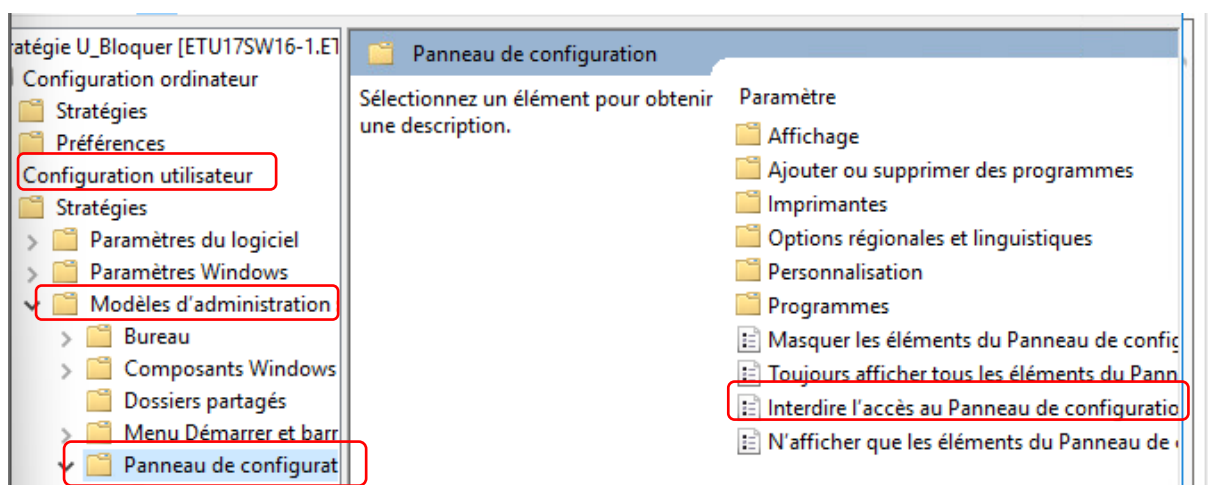 atégie U_Bloquer [ETU17SW16-1.ET
Configuration ordinateur
Stratégies
Préférences
Configuration utilisateur
Stratégies
Paramètres du logiciel
Paramètres Windows
Modèles d'administration
Bureau
Composants Windows
Dossiers partagés
Menu Démarrer et barr
Panneau de configurat
Panneau de configuration
Sélectionnez un élément pour obtenir
une description.
Paramètre
Affichage
Ajouter ou supprimer des programmes
Imprimantes
Options régionales et linguistiques
Personnalisation
Programmes
Masquer les éléments du Panneau de config
Toujours afficher tous les éléments du Pann
Interdire l'accès au Panneau de configuratio
N'afficher que les éléments du Panneau de